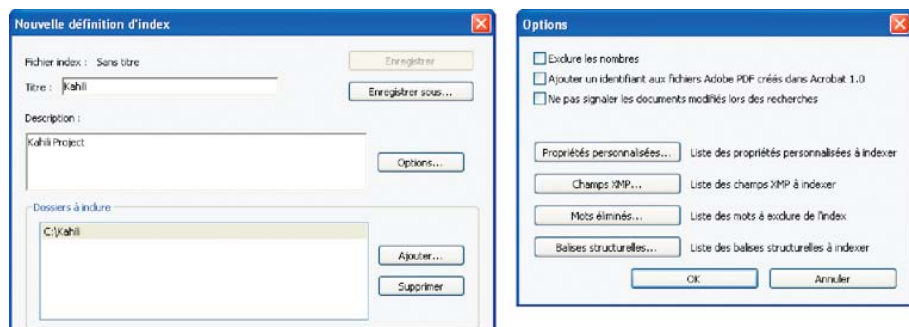 Nouvelle définition d'index
Fichier index : Sans titre
Enregistrer
Titre : Kahili
Enregistrer sous...
Description :
Kahili Project
Options...
Dossiers à inclure
C:\Kahili
Ajouter...
Supprimer
Options
Exclure les nombres
Ajouter un identifiant aux fichiers Adobe PDF créés dans Acrobat 1.0
Ne pas signaler les documents modifiés lors des recherches
Propriétés personnalisées... Liste des propriétés personnalisées à indexer
Champs XMP... Liste des champs XMP à indexer
Mots éliminés... Liste des mots à exclure de l'index
Balises structurelles... Liste des balises structurelles à indexer
OK Annuler